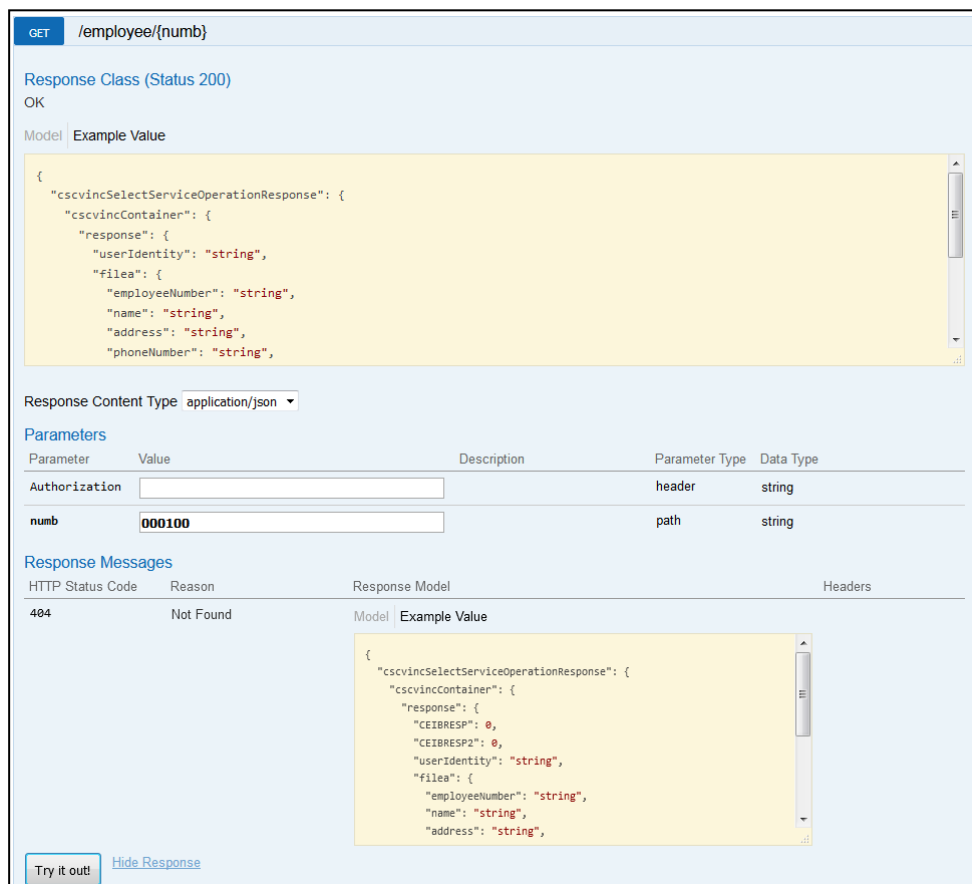 GET /employee/{numb}
Response Class (Status 200)
OK
Model Example Value
{
"cscvincSelectServiceOperationResponse": {
"cscvincContainer": {
"response": {
"userIdentity": "string",
"filea": {
"employeeNumber": "string",
"name": "string",
"address": "string",
"phoneNumber": "string",
Response Content Type application/json
Parameters
Parameter Value Description Parameter Type Data Type
Authorization header string
numb 000100 path string
Response Messages
HTTP Status Code Reason Response Model Headers
404 Not Found Model Example Value
{
"cscvincSelectServiceOperationResponse": {
"cscvincContainer": {
"response": {
"CEIBRESP": 0,
"CEIBRESP2": 0,
"userIdentity": "string",
"filea": {
"employeeNumber": "string",
"name": "string",
"address": "string",
Try it out! Hide Response